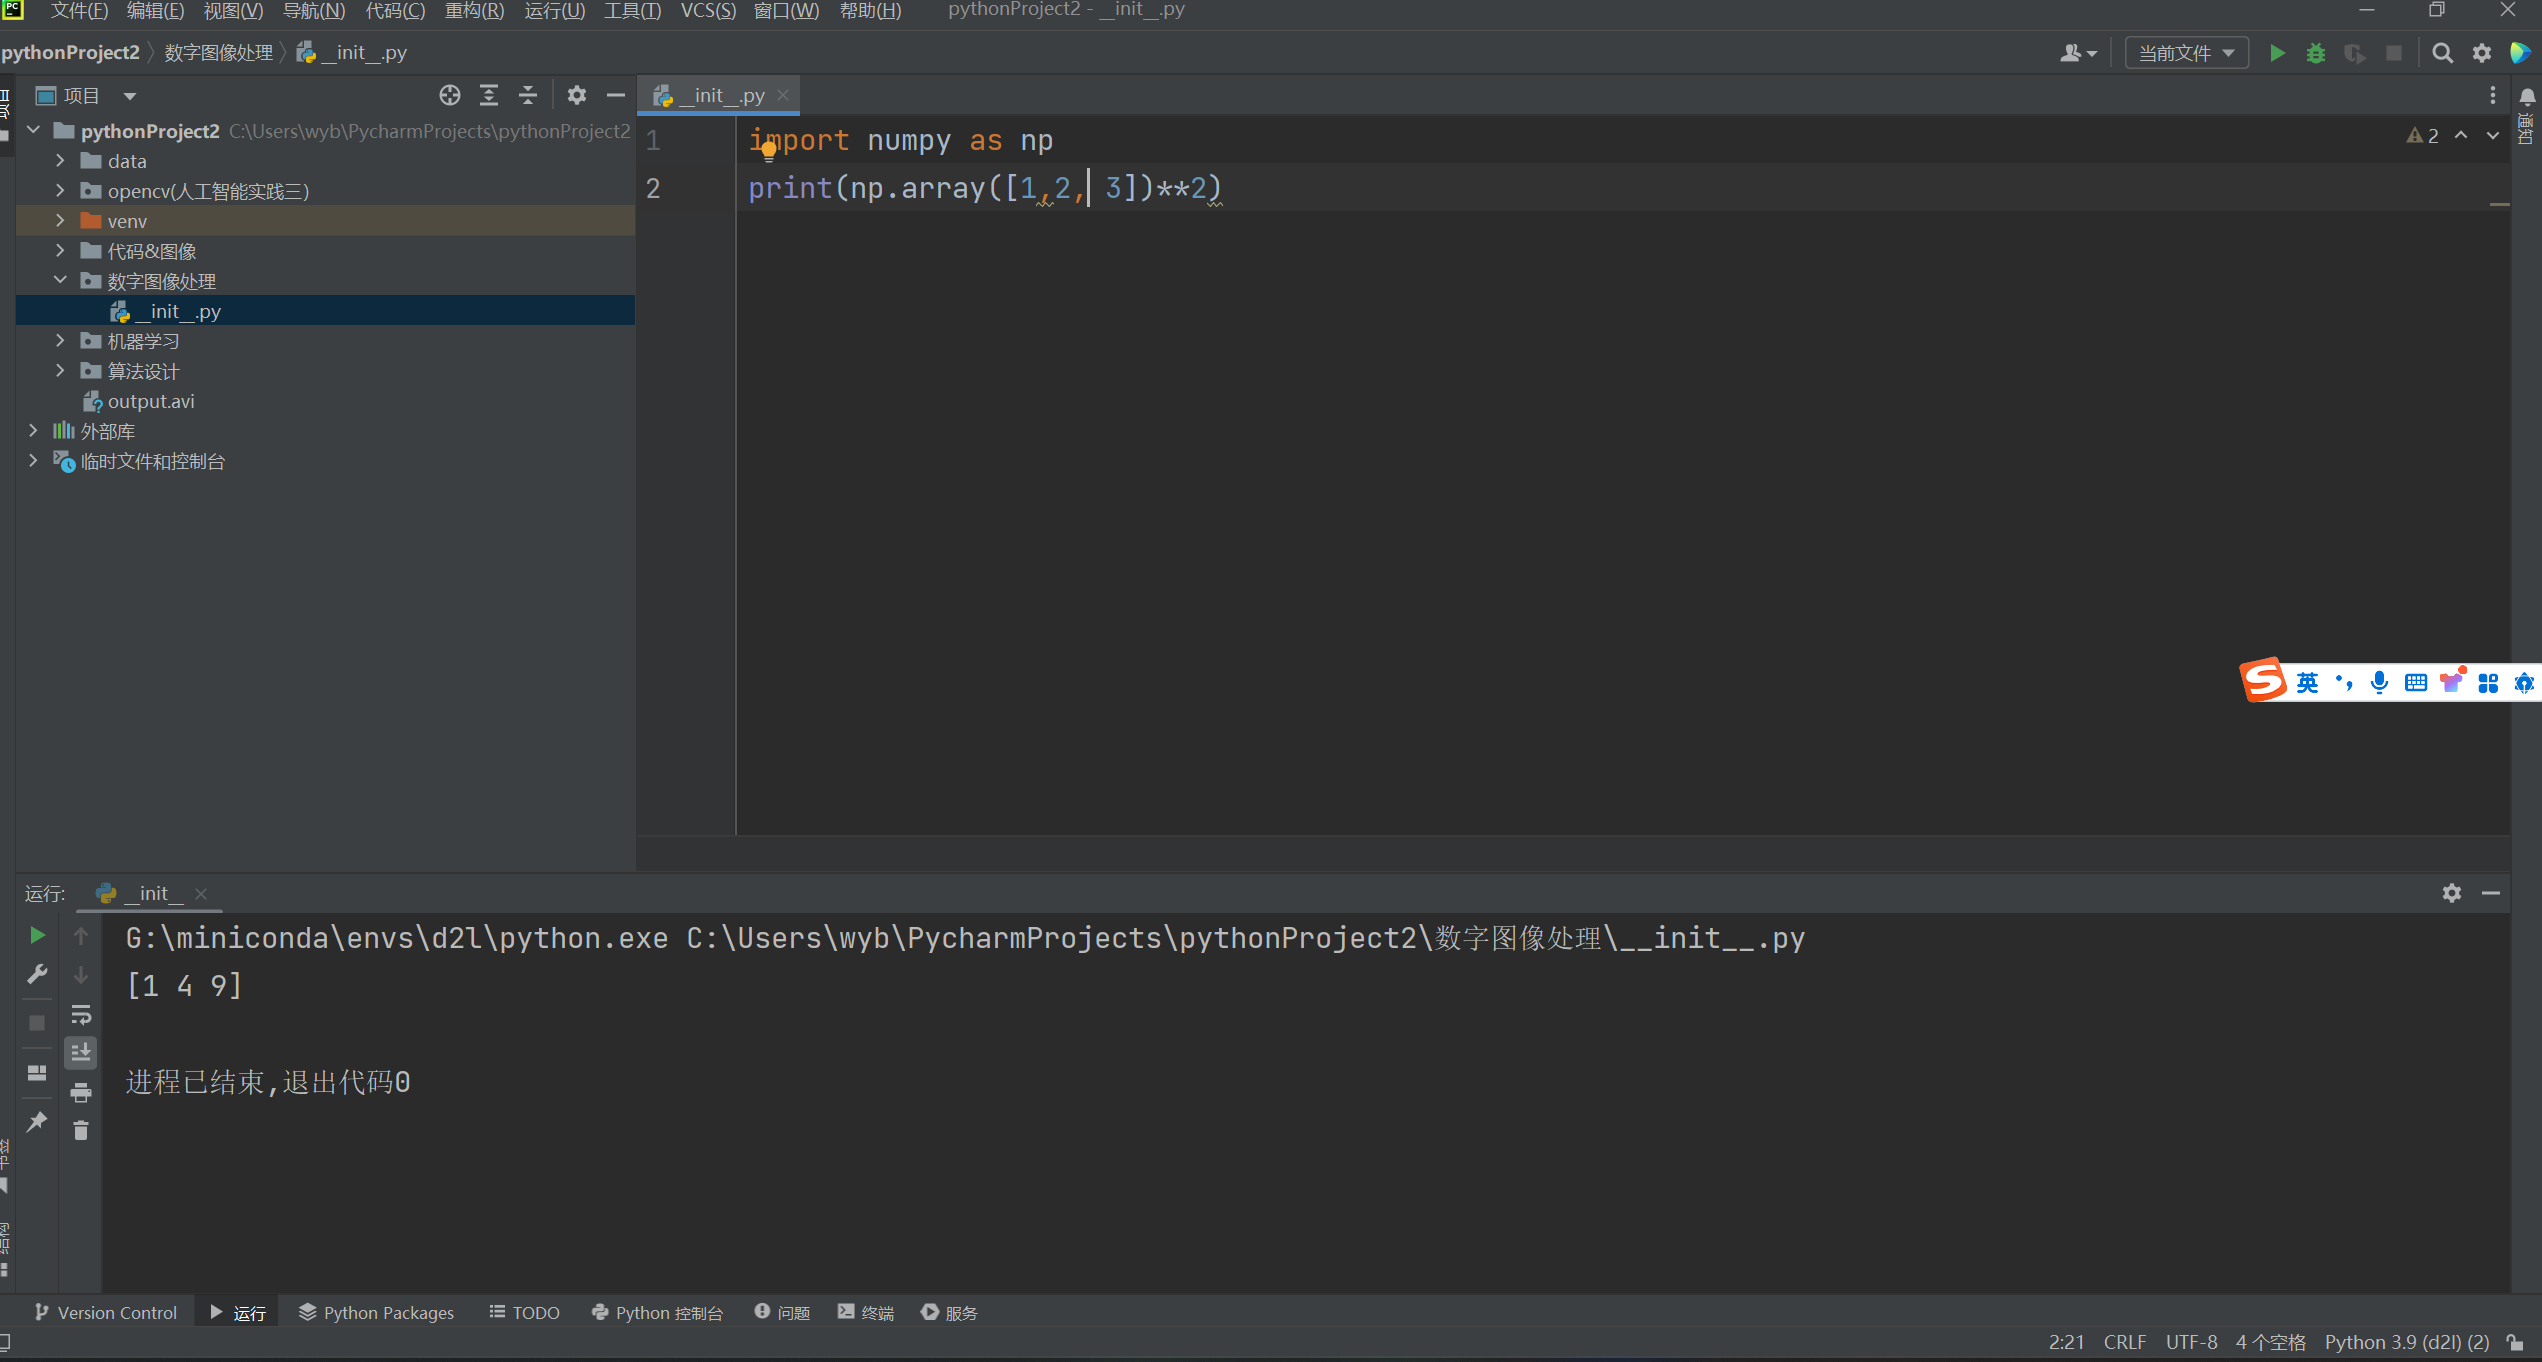 PC
文件(F) 编辑(E) 视图(V) 导航(N) 代码(C) 重构(R) 运行(U) 工具(T) VCS(S) 窗口(W) 帮助(H) pythonProject2 - __init__.py
pythonProject2 数字图像处理 __init__.py 当前文件
项目 __init__.py
pythonProject2 C:\Users\wyb\PycharmProjects\pythonProject2
data
opencv(人工智能实践三)
venv
代码&图像
数字图像处理
__init__.py
机器学习
算法设计
output.avi
外部库
临时文件和控制台
1 import numpy as np
2 print(np.array([1,2, 3])**2)
2
通知
英
运行: __init__
G:\miniconda\envs\d2l\python.exe C:\Users\wyb\PycharmProjects\pythonProject2\数字图像处理\__init__.py
[1 4 9]
进程已结束,退出代码0
Version Control 运行 Python Packages TODO Python 控制台 问题 终端 服务
2:21 CRLF UTF-8 4 个空格 Python 3.9 (d2l) (2)